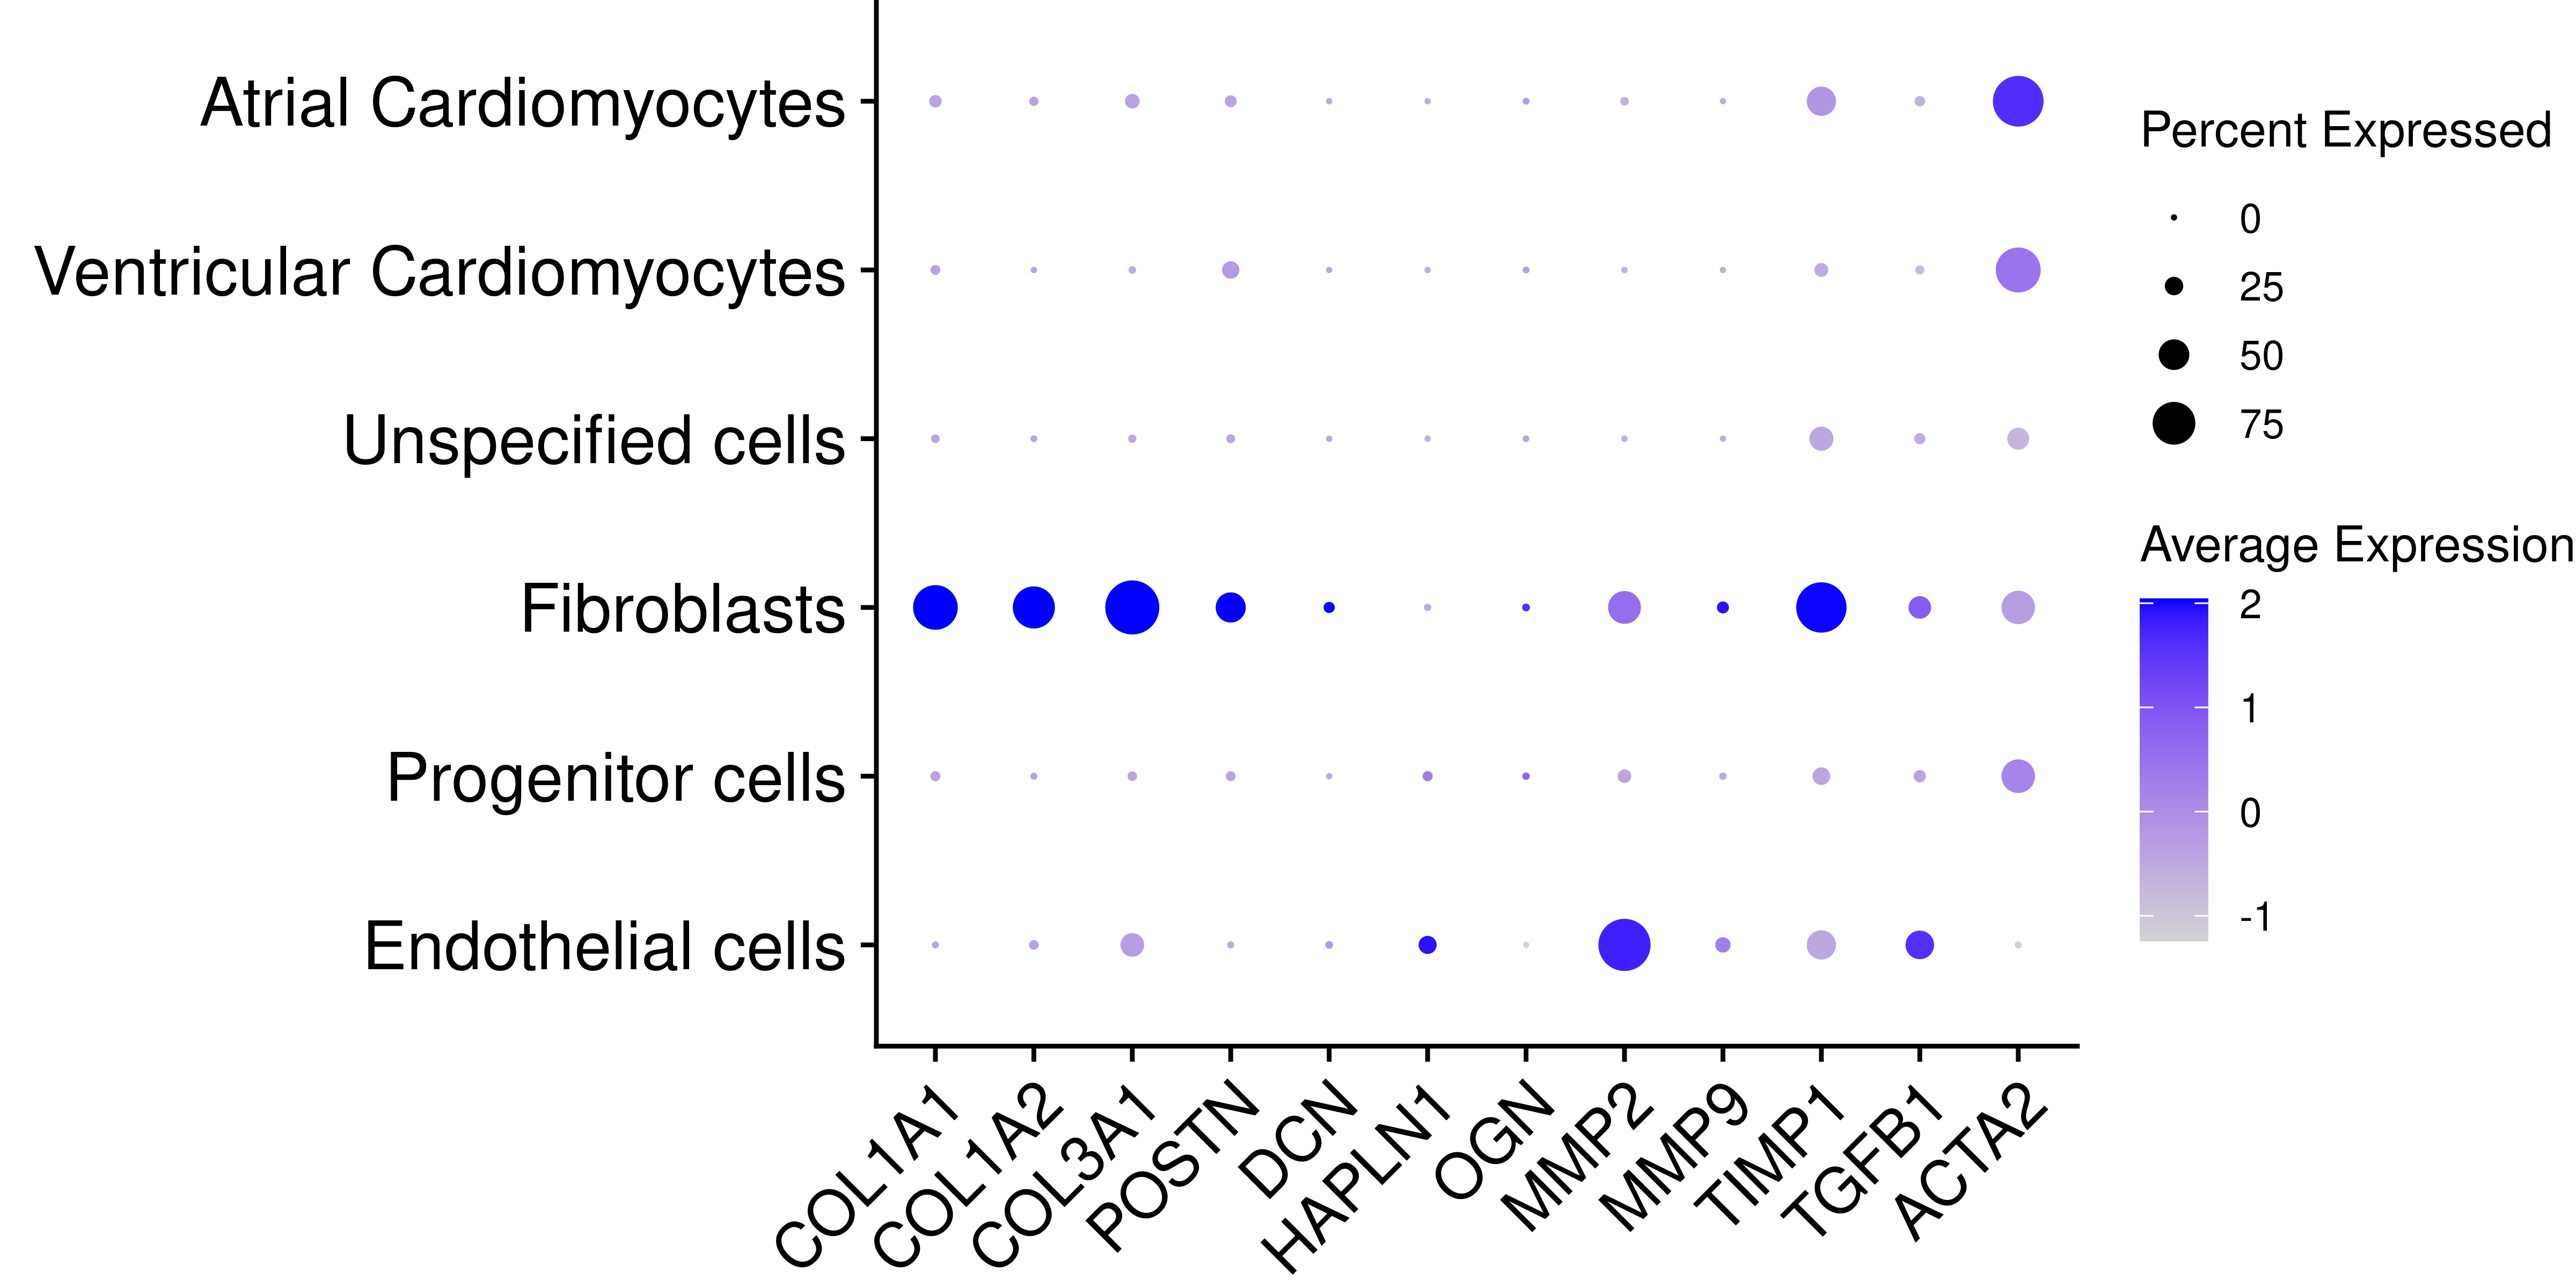 Atrial Cardiomyocytes
Ventricular Cardiomyocytes
Unspecified cells
Fibroblasts
Progenitor cells
Endothelial cells
COL1A1
COL1A2
COL3A1
POSTN
DCN
HAPLN1
OGN
MMP2
MMP9
TIMP1
TGFB1
ACTA2
Percent Expressed
0
25
50
75
Average Expression
2
1
0
-1